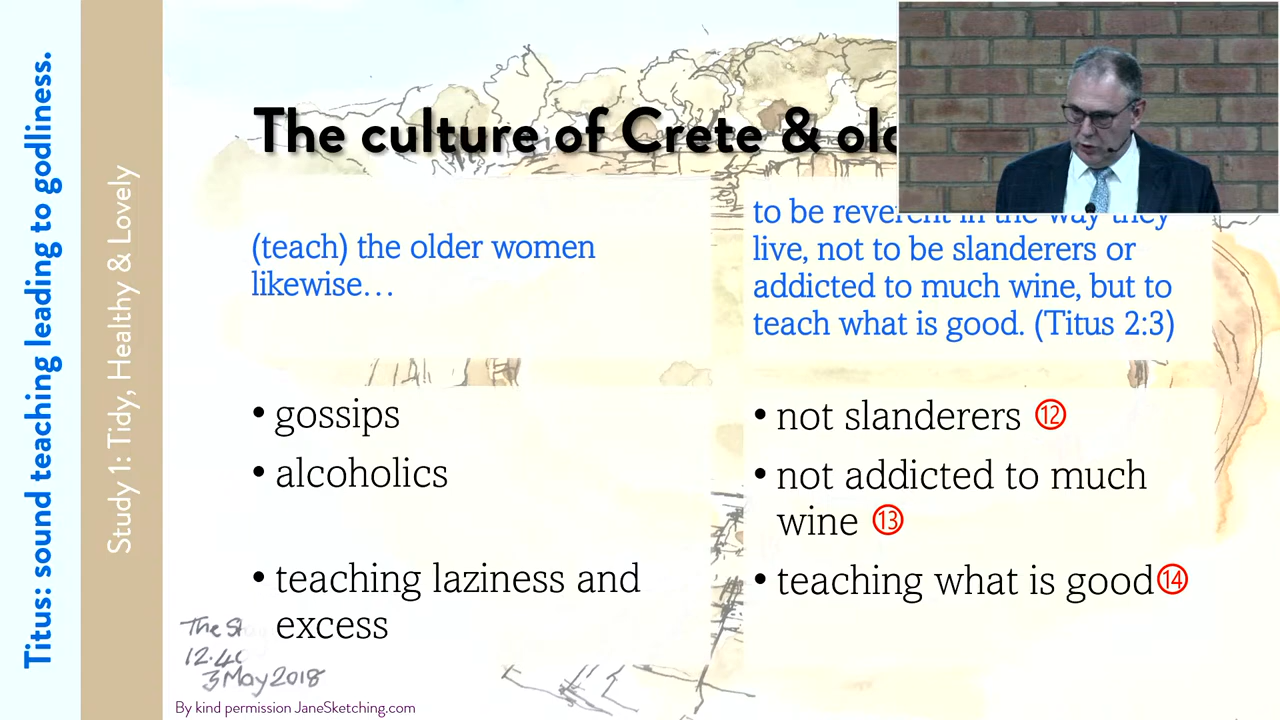 Titus: sound teaching leading to godliness.
Study 1: Tidy, Healthy & Lovely
The culture of Crete &
(teach) the older women
likewise…
to be reverent in the way they
live, not to be slanderers or
addicted to much wine, but to
teach what is good. (Titus 2:3)
• gossips
• alcoholics
• teaching laziness and
excess
• not slanderers ⑫
• not addicted to much
wine ⑬
• teaching what is good⑭
The
3 May 2018
By kind permission JaneSketching.com